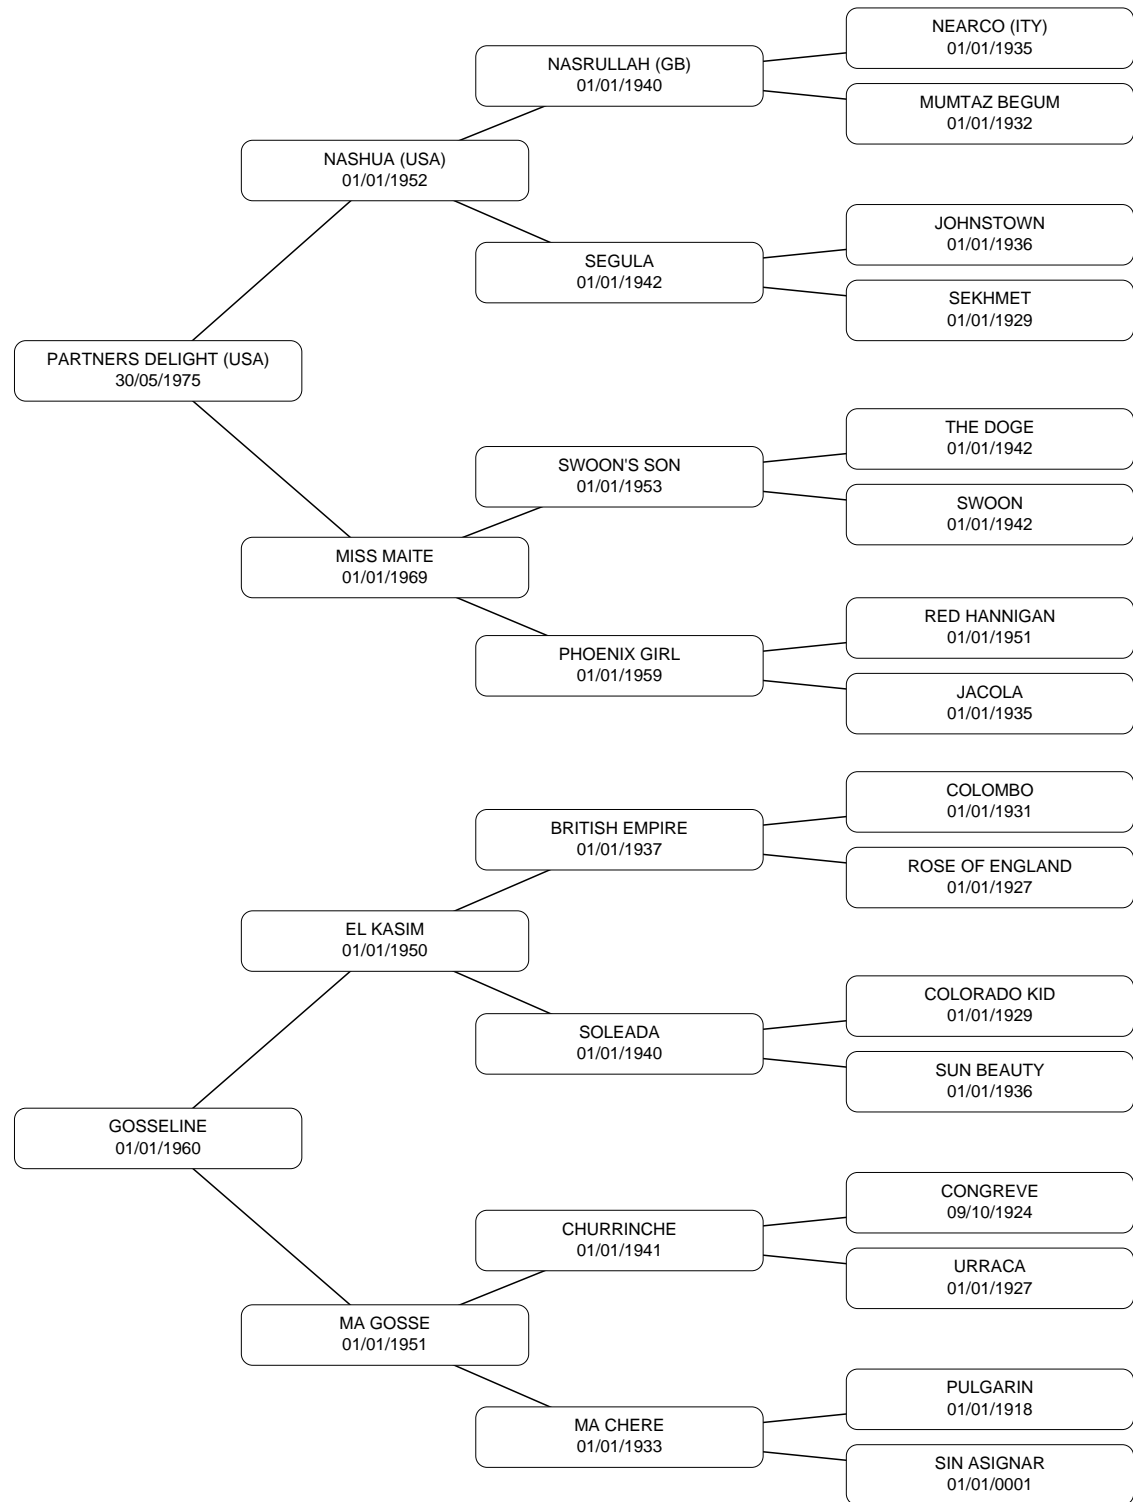 NEARCO (ITY)
01/01/1935
NASRULLAH (GB)
01/01/1940
MUMTAZ BEGUM
01/01/1932
NASHUA (USA)
01/01/1952
JOHNSTOWN
01/01/1936
SEGULA
01/01/1942
SEKHMET
01/01/1929
PARTNERS DELIGHT (USA)
30/05/1975
THE DOGE
01/01/1942
SWOON'S SON
01/01/1953
SWOON
01/01/1942
MISS MAITE
01/01/1969
RED HANNIGAN
01/01/1951
PHOENIX GIRL
01/01/1959
JACOLA
01/01/1935
COLOMBO
01/01/1931
BRITISH EMPIRE
01/01/1937
ROSE OF ENGLAND
01/01/1927
EL KASIM
01/01/1950
COLORADO KID
01/01/1929
SOLEADA
01/01/1940
SUN BEAUTY
01/01/1936
GOSSELINE
01/01/1960
CONGREVE
09/10/1924
CHURRINCHE
01/01/1941
URRACA
01/01/1927
MA GOSSE
01/01/1951
PULGARIN
01/01/1918
MA CHERE
01/01/1933
SIN ASIGNAR
01/01/0001